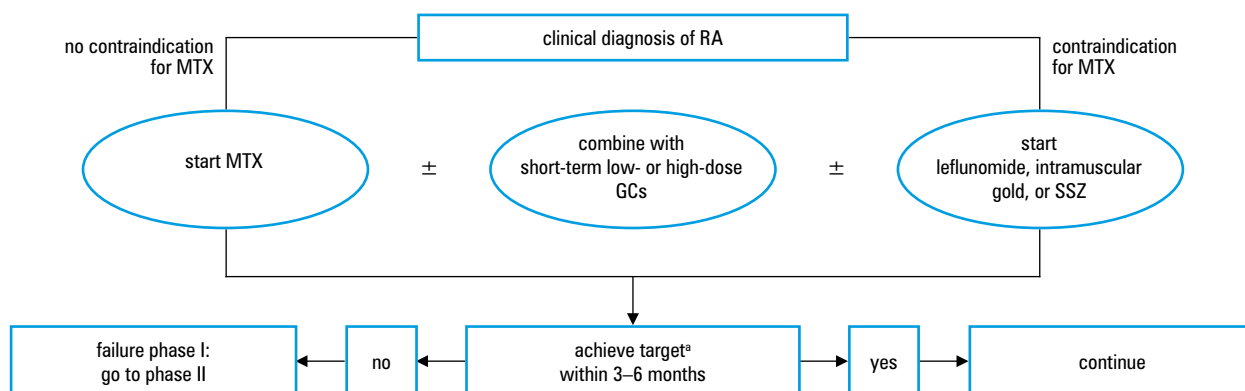 clinical diagnosis of RA
no contraindication
for MTX
contraindication
for MTX
start MTX
±
combine with
short-term low- or high-dose
GCs
±
start
leflunomide, intramuscular
gold, or SSZ
failure phase I:
go to phase II
no
achieve targetᵃ
within 3–6 months
yes
continue